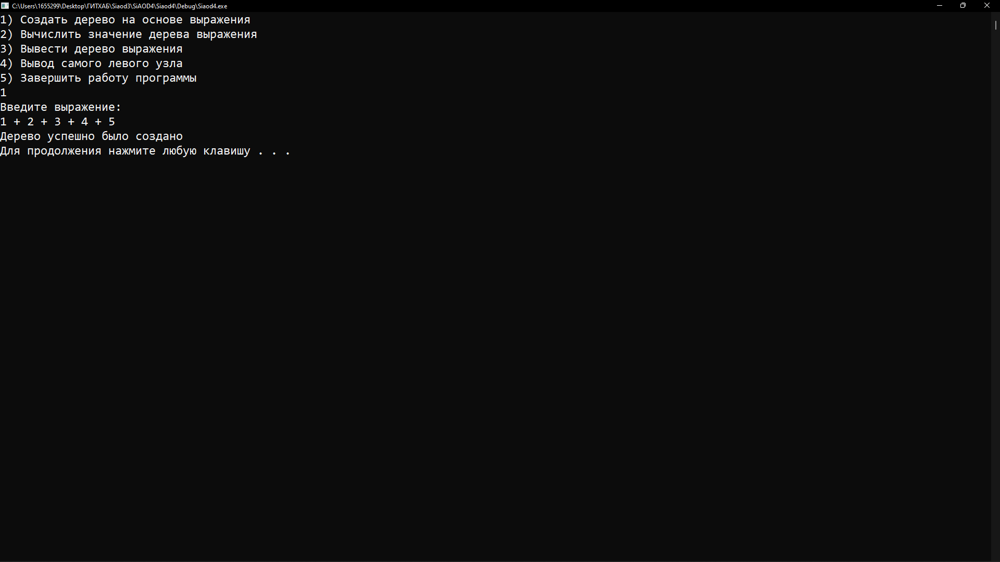 C:\Users\1655299\Desktop\ГИТХАБ\Siaod3\SiAOD4\Siaod4\Debug\Siaod4.exe
1) Создать дерево на основе выражения
2) Вычислить значение дерева выражения
3) Вывести дерево выражения
4) Вывод самого левого узла
5) Завершить работу программы
1
Введите выражение:
1 + 2 + 3 + 4 + 5
Дерево успешно было создано
Для продолжения нажмите любую клавишу . . .